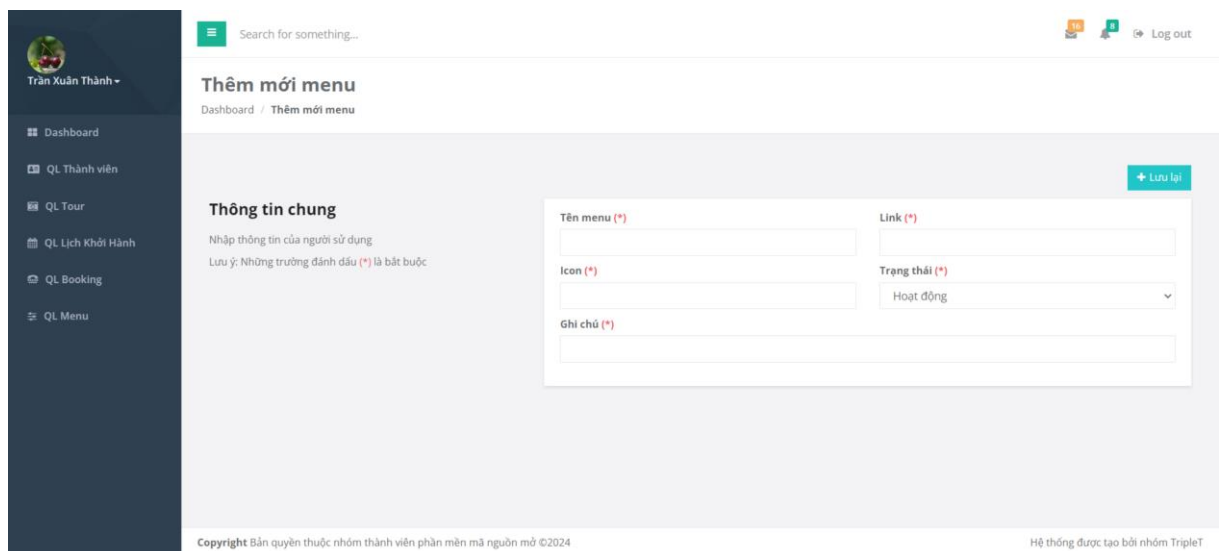 Search for something...
16
8
Log out
Trần Xuân Thành
Thêm mới menu
Dashboard / Thêm mới menu
Dashboard
QL Thành viên
QL Tour
QL Lịch Khởi Hành
QL Booking
QL Menu
+ Lưu lại
Thông tin chung
Nhập thông tin của người sử dụng
Lưu ý: Những trường đánh dấu (*) là bắt buộc
Tên menu (*)
Link (*)
Icon (*)
Trạng thái (*)
Hoạt động
Ghi chú (*)
Copyright Bản quyền thuộc nhóm thành viên phần mền mã nguồn mở ©2024
Hệ thống được tạo bởi nhóm TripleT